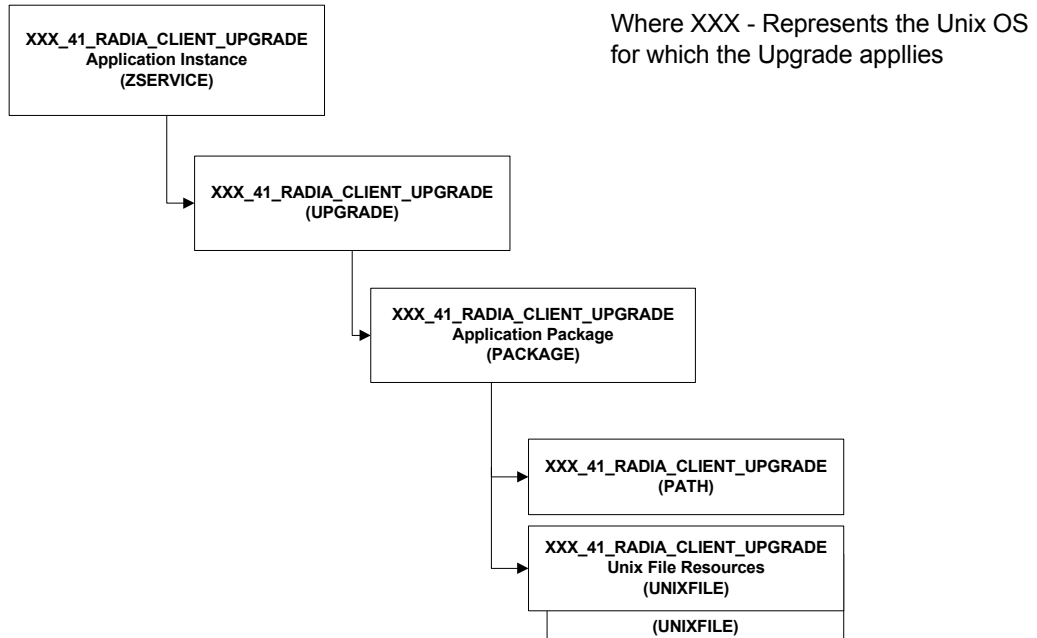 Where XXX - Represents the Unix OS
for which the Upgrade appllies
XXX_41_RADIA_CLIENT_UPGRADE
Application Instance
(ZSERVICE)
XXX_41_RADIA_CLIENT_UPGRADE
(UPGRADE)
XXX_41_RADIA_CLIENT_UPGRADE
Application Package
(PACKAGE)
XXX_41_RADIA_CLIENT_UPGRADE
(PATH)
XXX_41_RADIA_CLIENT_UPGRADE
Unix File Resources
(UNIXFILE)
(UNIXFILE)